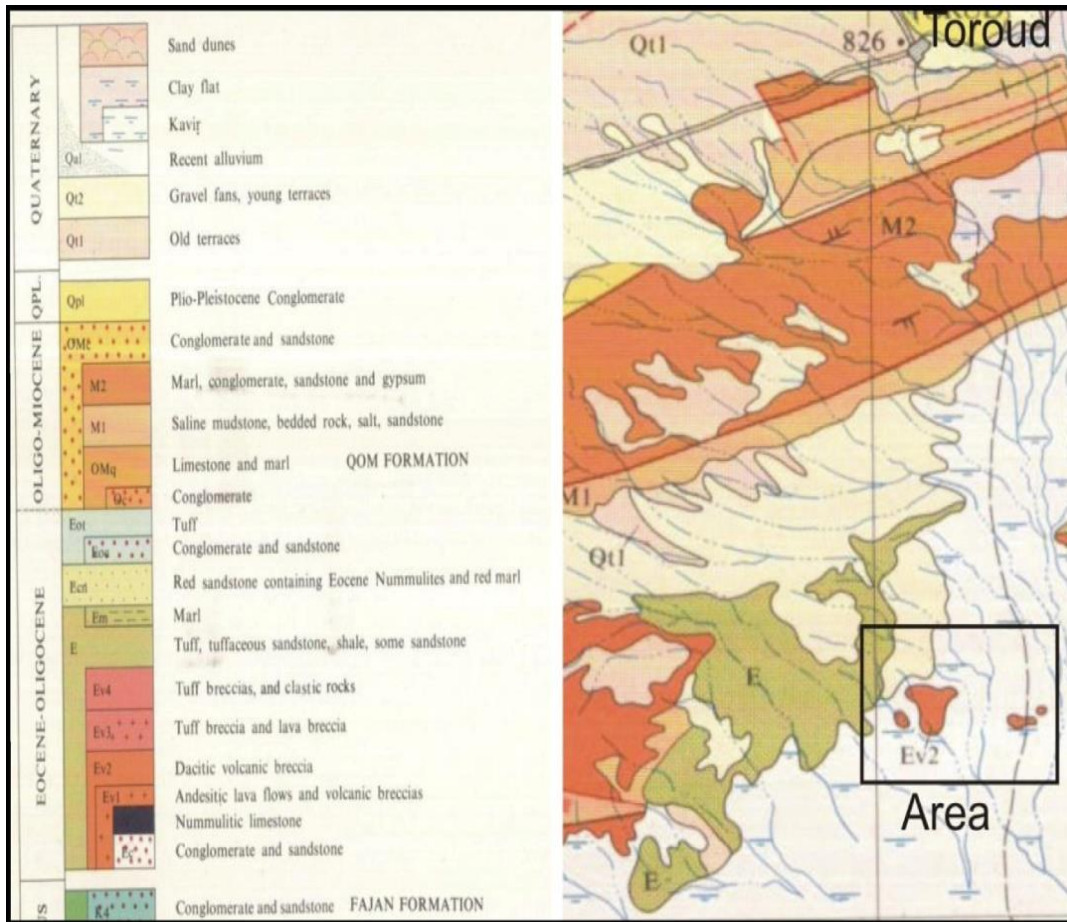 QUATERNARY
QPL.
OLIGO-MIOCENE
EOCENE-OLIGOCENE
US
Sand dunes
Clay flat
Kavir
Qal Recent alluvium
Qt2 Gravel fans, young terraces
Qt1 Old terraces
Qpl Plio-Pleistocene Conglomerate
Conglomerate and sandstone
M2 Marl, conglomerate, sandstone and gypsum
M1 Saline mudstone, bedded rock, salt, sandstone
OMq Limestone and marl QOM FORMATION
Conglomerate
Eot Tuff
Conglomerate and sandstone
Red sandstone containing Eocene Nummulites and red marl
Em Marl
E Tuff, tuffaceous sandstone, shale, some sandstone
Ev4 Tuff breccias, and clastic rocks
Ev3 Tuff breccia and lava breccia
Ev2 Dacitic volcanic breccia
Ev1 Andesitic lava flows and volcanic breccias
Nummulitic limestone
Conglomerate and sandstone
K4 Conglomerate and sandstone FAJAN FORMATION
Toroud
Qt1
826
M2
M1
Qt1
E
Ev2
Area
E